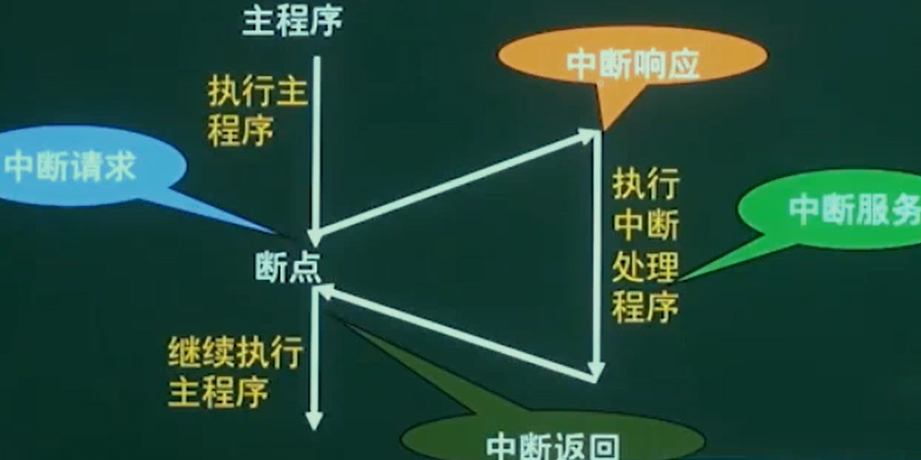 主程序
中断响应
执行主
程序
中断请求
执行
中断
处理
程序
中断服务
断点
继续执行
主程序
中断返回